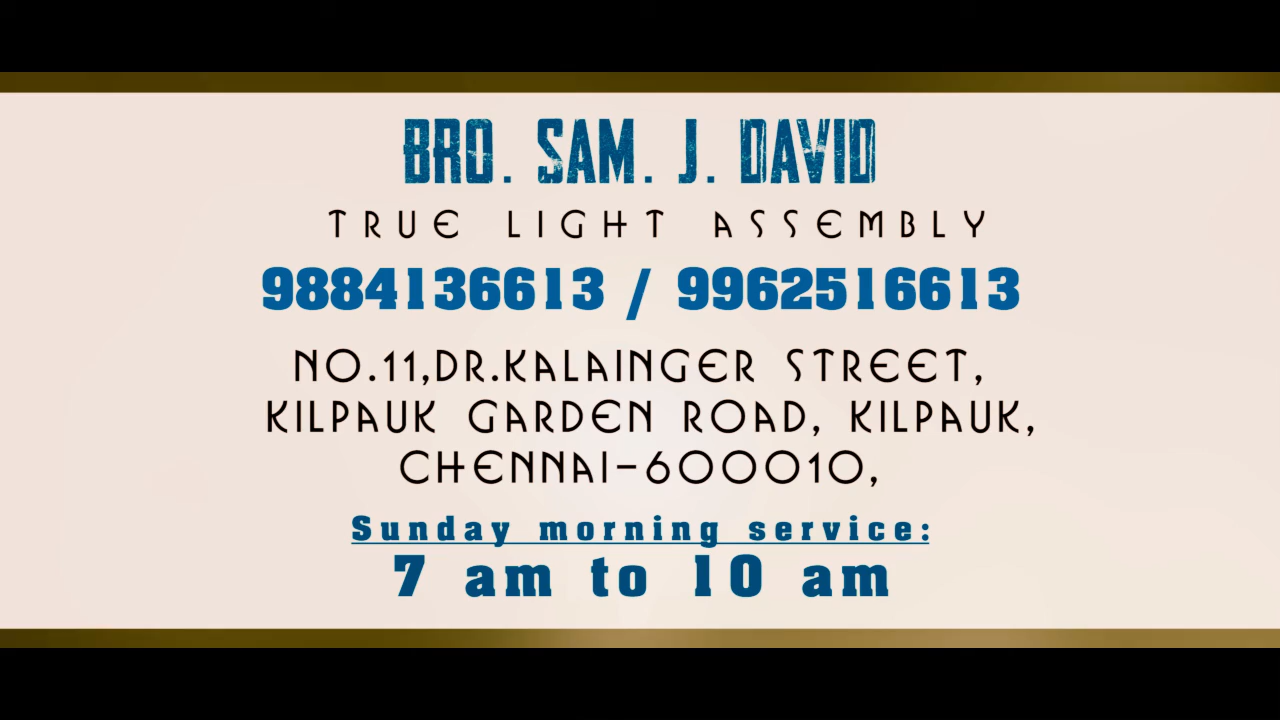 BRO. SAM. J. DAVID
TRUE LIGHT ASSEMBLY
9884136613 / 9962516613
NO.11,DR.KALAINGER STREET,
KILPAUK GARDEN ROAD, KILPAUK,
CHENNAI-600010,
Sunday morning service:
7 am to 10 am